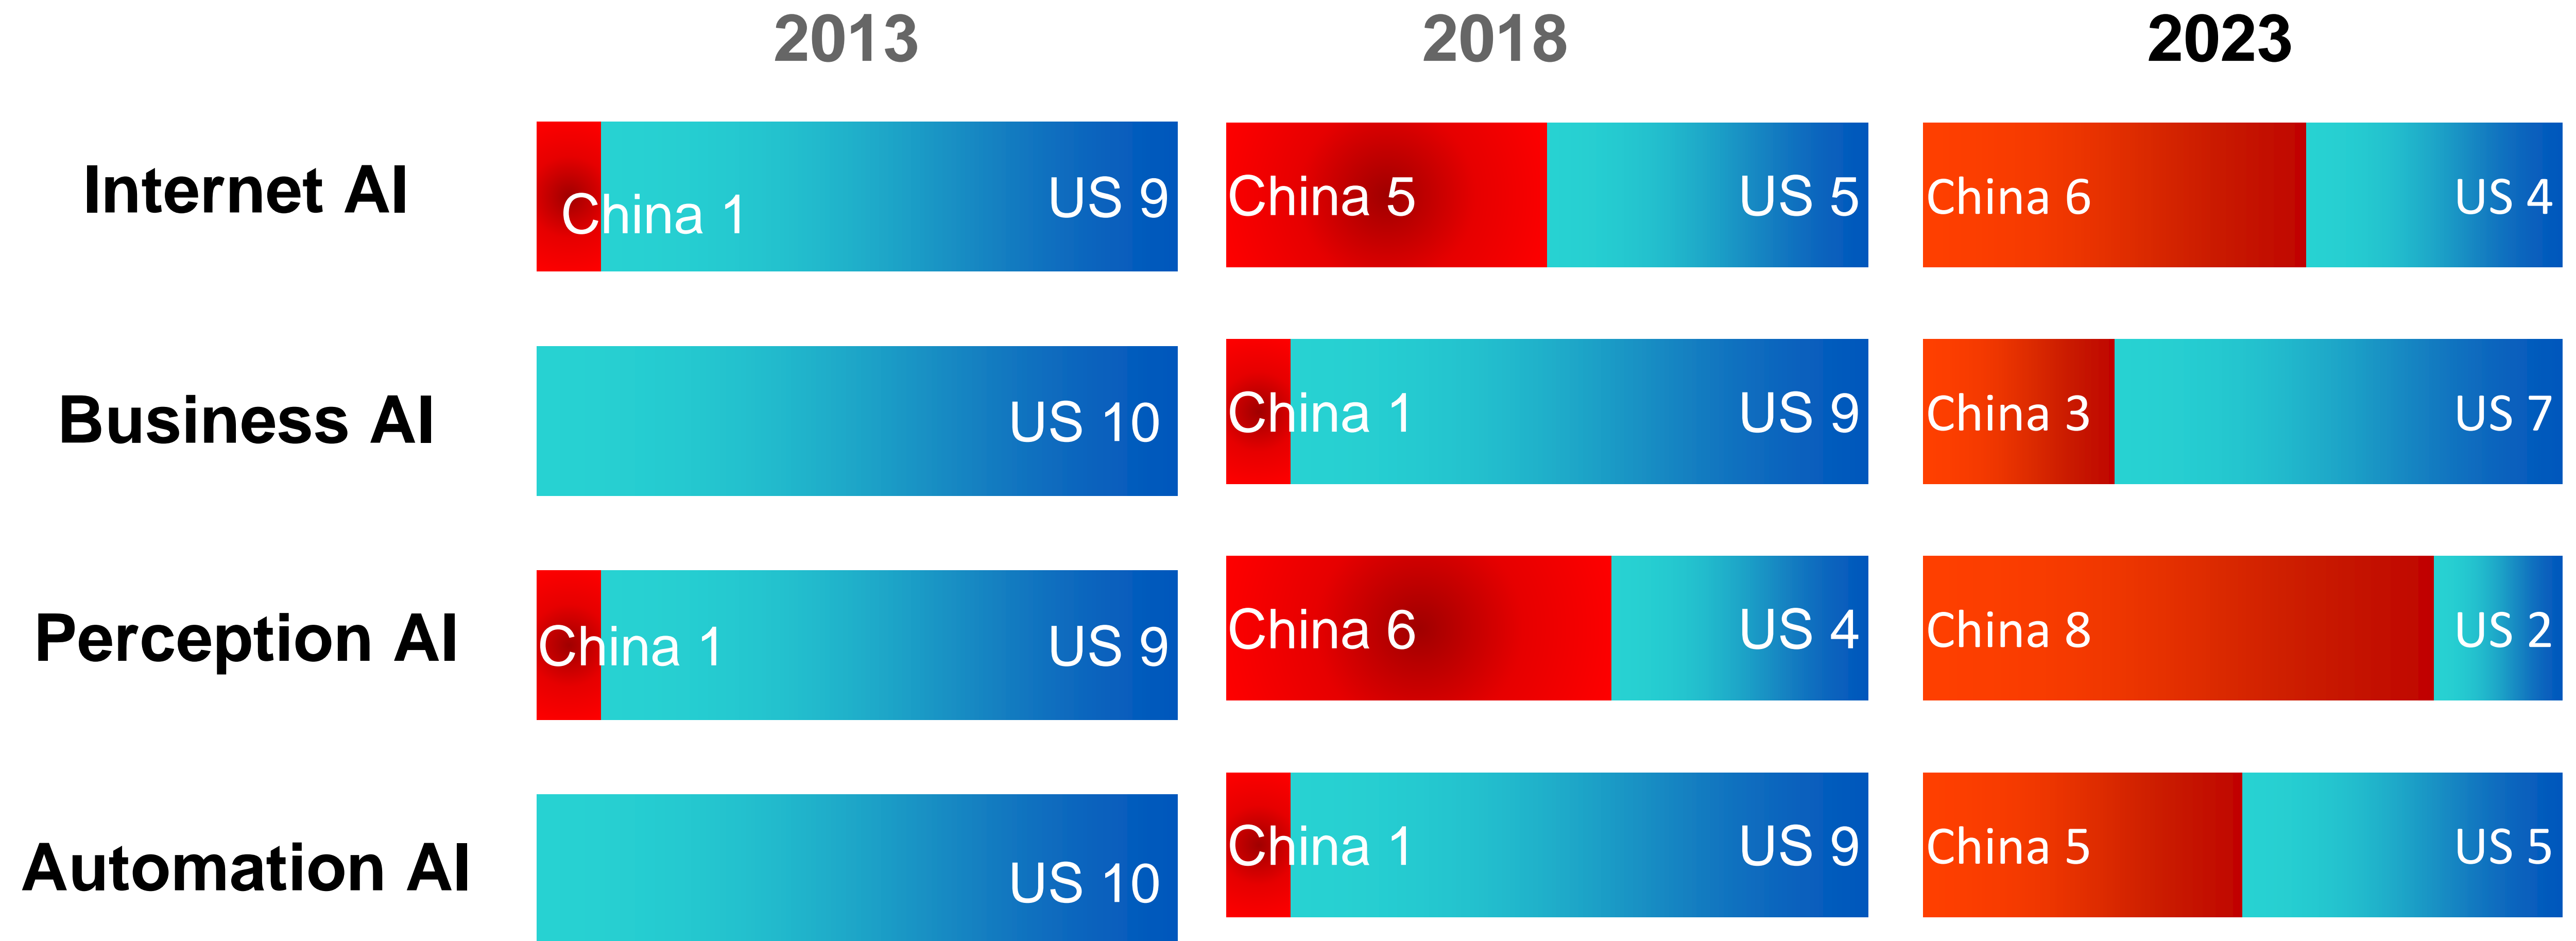 2013 2018 2023
Internet AI China 1 US 9 China 5 US 5 China 6 US 4
Business AI US 10 China 1 US 9 China 3 US 7
Perception AI China 1 US 9 China 6 US 4 China 8 US 2
Automation AI US 10 China 1 US 9 China 5 US 5